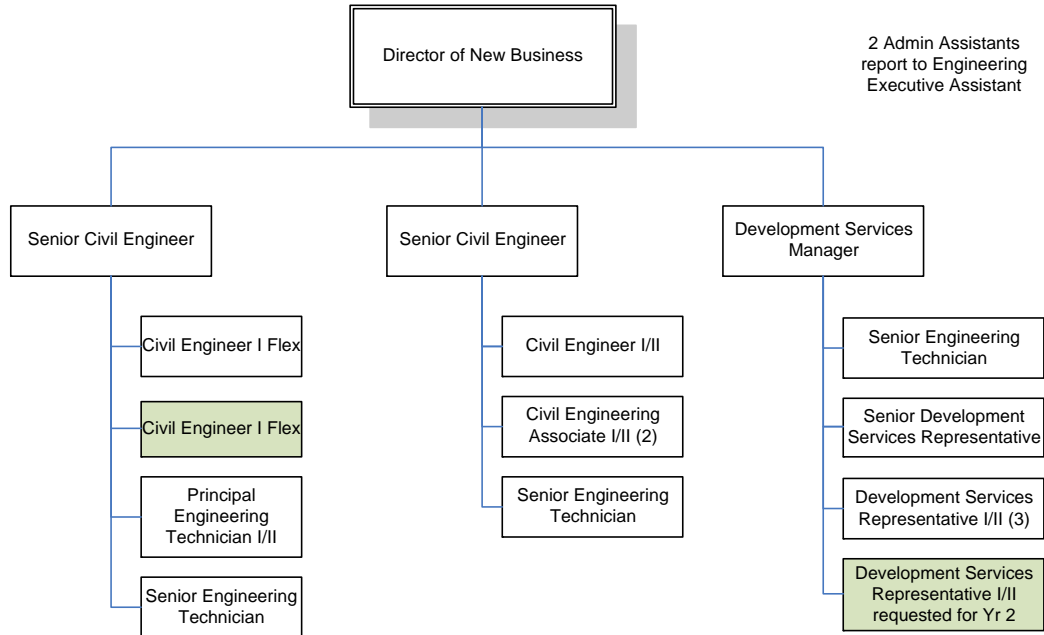 Director of New Business
2 Admin Assistants
report to Engineering
Executive Assistant
Senior Civil Engineer
Senior Civil Engineer
Development Services
Manager
Civil Engineer I Flex
Civil Engineer I Flex
Principal
Engineering
Technician I/II
Senior Engineering
Technician
Civil Engineer I/II
Civil Engineering
Associate I/II (2)
Senior Engineering
Technician
Senior Engineering
Technician
Senior Development
Services Representative
Development Services
Representative I/II (3)
Development Services
Representative I/II
requested for Yr 2